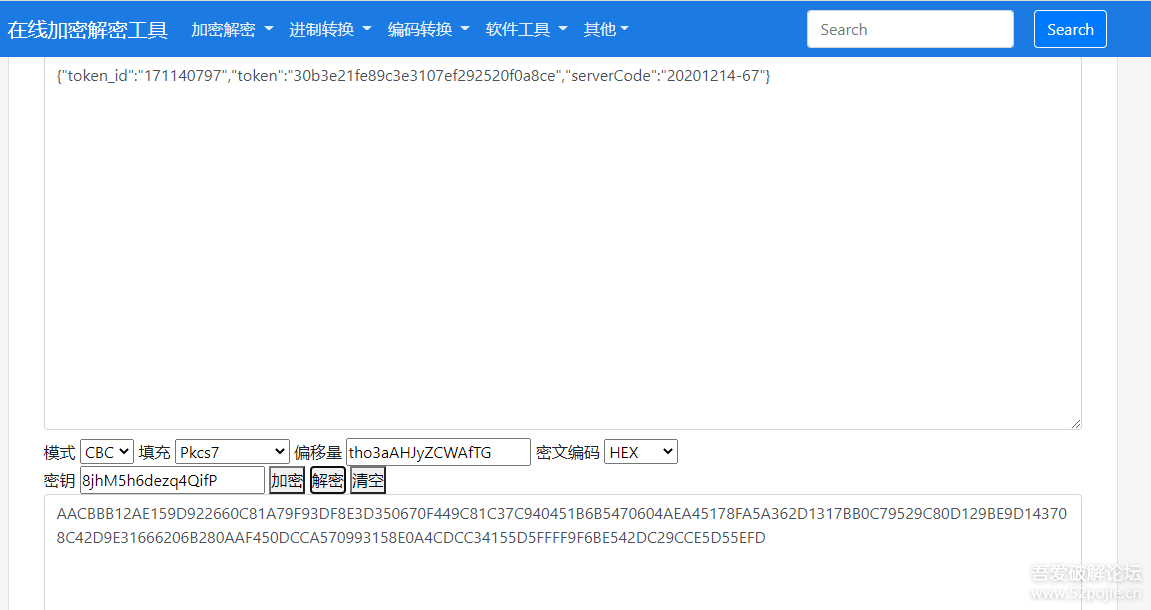 在线加密解密工具 加密解密 进制转换 编码转换 软件工具 其他 Search Search
{"token_id":"171140797","token":"30b3e21fe89c3e3107ef292520f0a8ce","serverCode":"20201214-67"}
模式 CBC 填充 Pkcs7 偏移量 tho3aAHJyZCWAfTG 密文编码 HEX
密钥 8jhM5h6dezq4QifP 加密 解密 清空
AACBBB12AE159D922660C81A79F93DF8E3D350670F449C81C37C940451B6B5470604AEA45178FA5A362D1317BB0C79529C80D129BE9D14370
8C42D9E31666206B280AAF450DCCA570993158E0A4CDCC34155D5FFFF9F6BE542DC29CCE5D55EFD
吾爱破解论坛
www.52pojie.cn